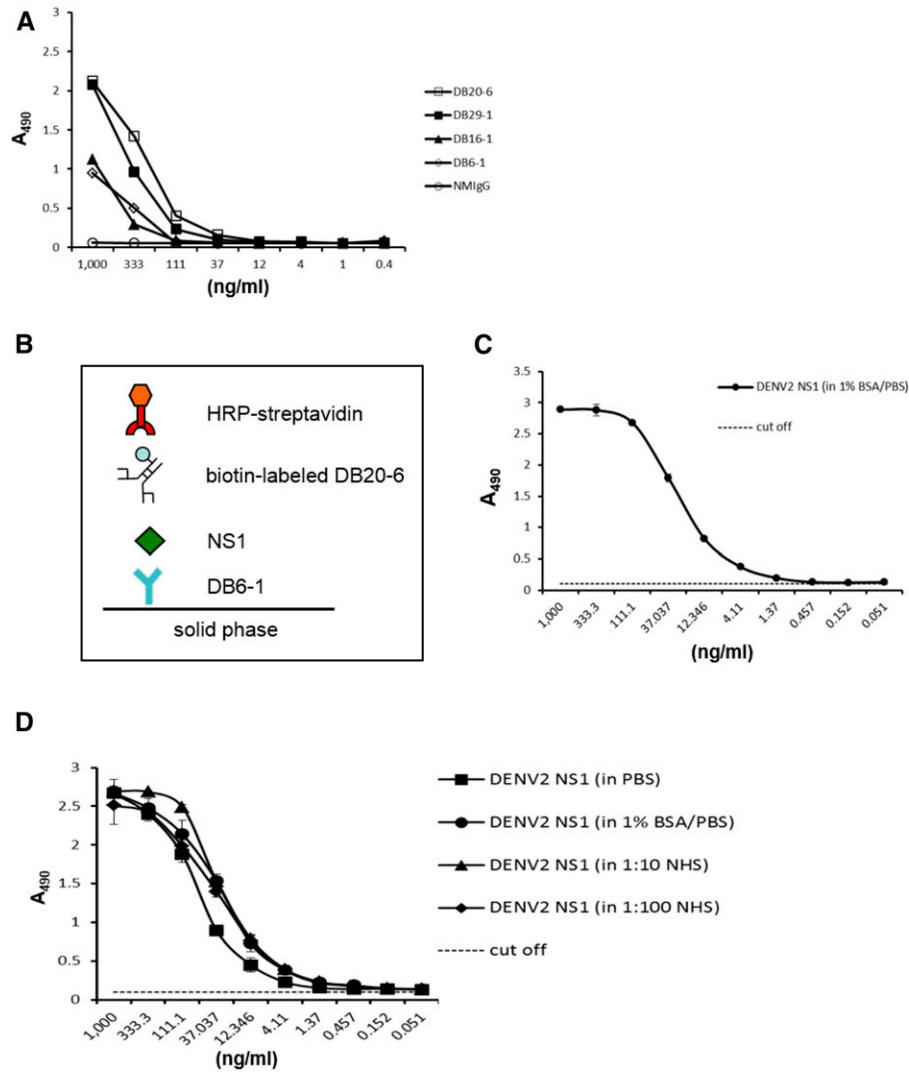 A
3
2.5
2
1.5
1
0.5
0
A490
1,000 333 111 37 12 4 1 0.4
(ng/ml)
DB20-6
DB29-1
DB16-1
DB6-1
NMIgG
B
HRP-streptavidin
biotin-labeled DB20-6
NS1
DB6-1
solid phase
C
3.5
3
2.5
2
1.5
1
0.5
0
A490
1,000 333.3 111.1 37.037 12.346 4.11 1.37 0.457 0.152 0.051
(ng/ml)
DENV2 NS1 (in 1% BSA/PBS)
cut off
D
3
2.5
2
1.5
1
0.5
0
A490
1,000 333.3 111.1 37.037 12.346 4.11 1.37 0.457 0.152 0.051
(ng/ml)
DENV2 NS1 (in PBS)
DENV2 NS1 (in 1% BSA/PBS)
DENV2 NS1 (in 1:10 NHS)
DENV2 NS1 (in 1:100 NHS)
cut off